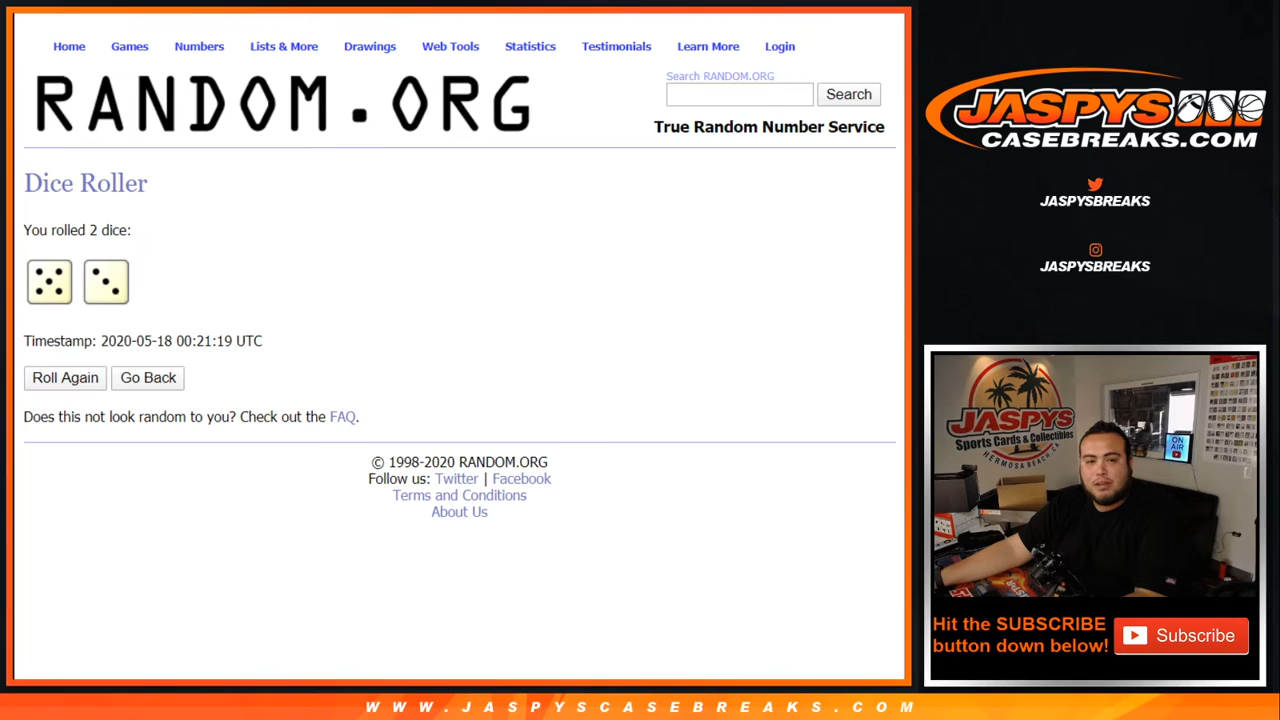 Home Games Numbers Lists & More Drawings Web Tools Statistics Testimonials Learn More Login
RANDOM.ORG
Search RANDOM.ORG
Search
True Random Number Service
Dice Roller
You rolled 2 dice:
Timestamp: 2020-05-18 00:21:19 UTC
Roll Again Go Back
Does this not look random to you? Check out the FAQ.
© 1998-2020 RANDOM.ORG
Follow us: Twitter | Facebook
Terms and Conditions
About Us
JASPYS
CASEBREAKS.COM
JASPYSBREAKS
JASPYSBREAKS
JASPYS
Sports Cards & Collectibles
HERMOSA BEACH, CA
ON
AIR
Hit the SUBSCRIBE
button down below!
Subscribe
WWW.JASPYSCASEBREAKS.COM